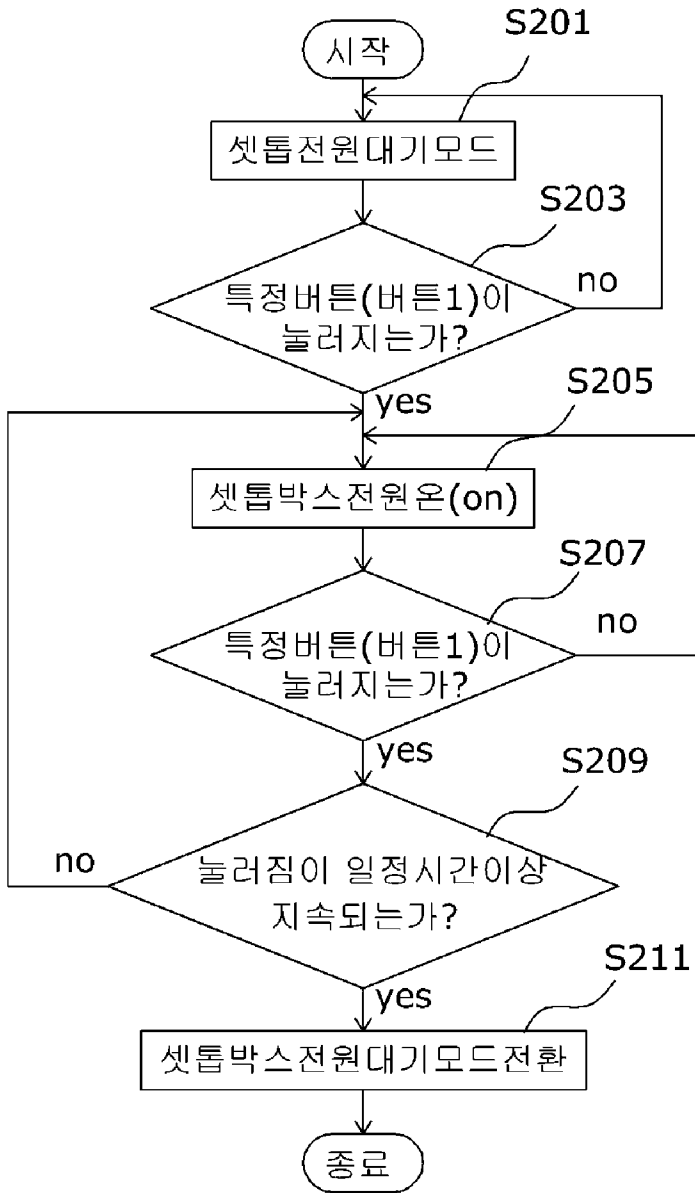 S201
시작
셋톱전원대기모드
S203
특정버튼(버튼1)이
눌러지는가?
no
yes
S205
셋톱박스전원온(on)
S207
특정버튼(버튼1)이
눌러지는가?
no
yes
S209
눌러짐이 일정시간이상
지속되는가?
no
yes
S211
셋톱박스전원대기모드전환
종료